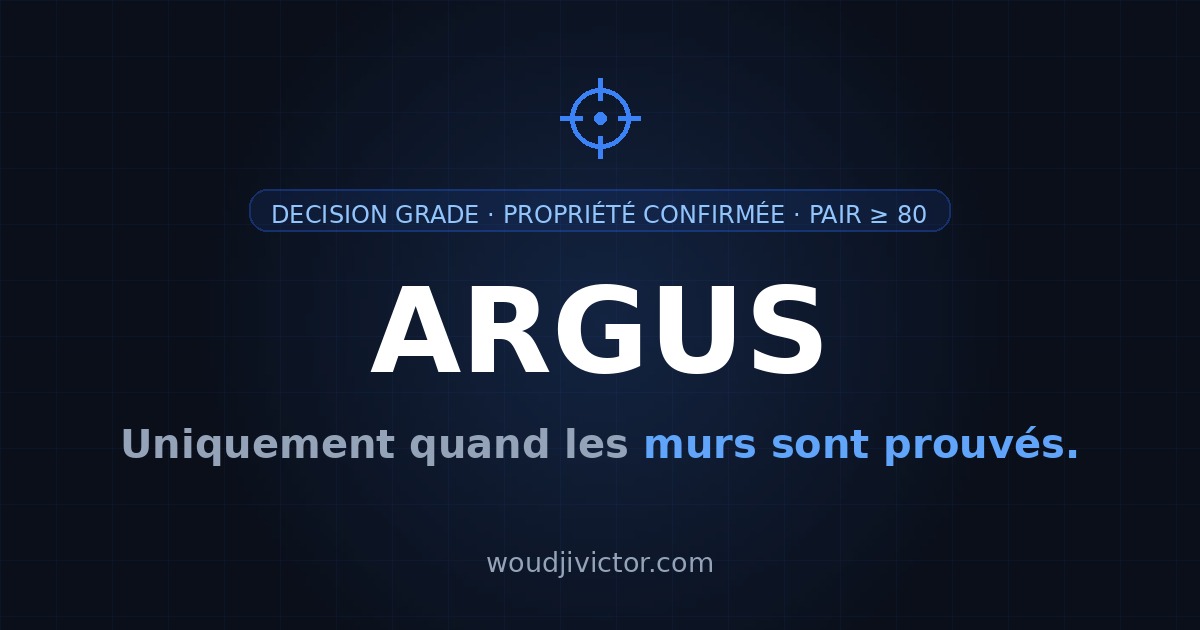 DECISION GRADE · PROPRIÉTÉ CONFIRMÉE · PAIR ≥ 80
ARGUS
Uniquement quand les murs sont prouvés.
woudjivictor.com